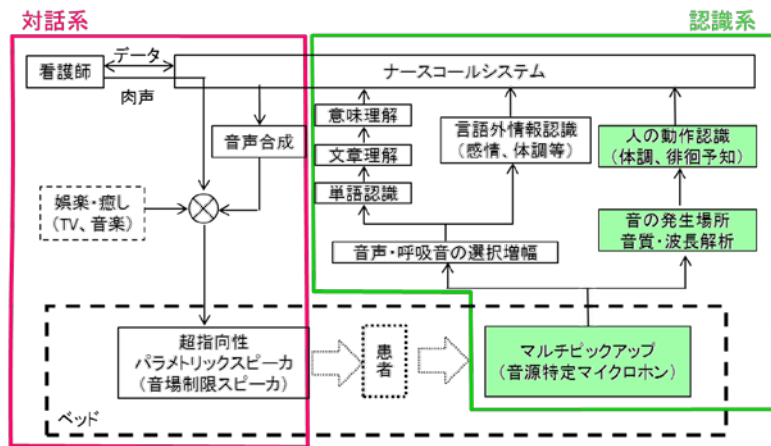 対話系
認識系
看護師
データ
肉声
ナースコールシステム
音声合成
意味理解
文章理解
単語認識
言語外情報認識
（感情、体調等）
人の動作認識
（体調、徘徊予知）
娯楽・癒し
（TV、音楽）
音の発生場所
音質・波長解析
音声・呼吸音の選択増幅
超指向性
パラメトリックスピーカ
（音場制限スピーカ）
患者
マルチピックアップ
（音源特定マイクロホン）
ベッド